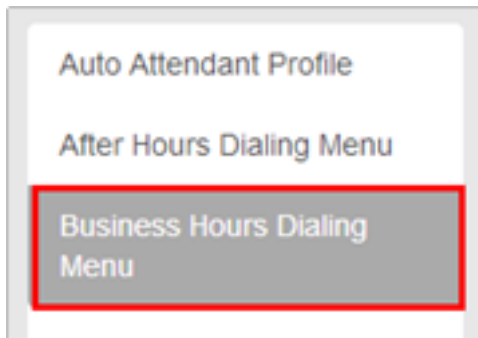 Auto Attendant Profile
After Hours Dialing Menu
Business Hours Dialing
Menu